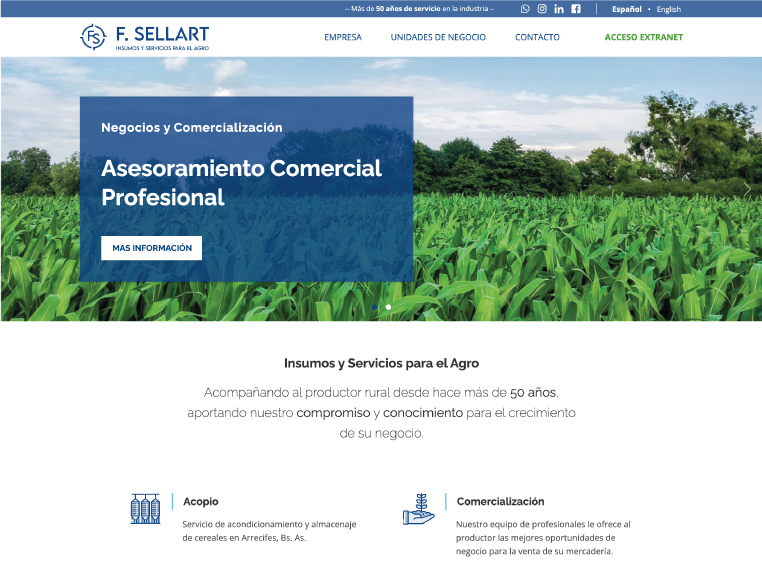 -- Más de 50 años de servicio en la industria --
Español • English
FS
F. SELLART
INSUMOS Y SERVICIOS PARA EL AGRO
EMPRESA
UNIDADES DE NEGOCIO
CONTACTO
ACCESO EXTRANET
Negocios y Comercialización
Asesoramiento Comercial
Profesional
MAS INFORMACIÓN
Insumos y Servicios para el Agro
Acompañando al productor rural desde hace más de 50 años,
aportando nuestro compromiso y conocimiento para el crecimiento
de su negocio.
Acopio
Servicio de acondicionamiento y almacenaje
de cereales en Arrecifes, Bs. As.
Comercialización
Nuestro equipo de profesionales le ofrece al
productor las mejores oportunidades de
negocio para la venta de su mercadería.